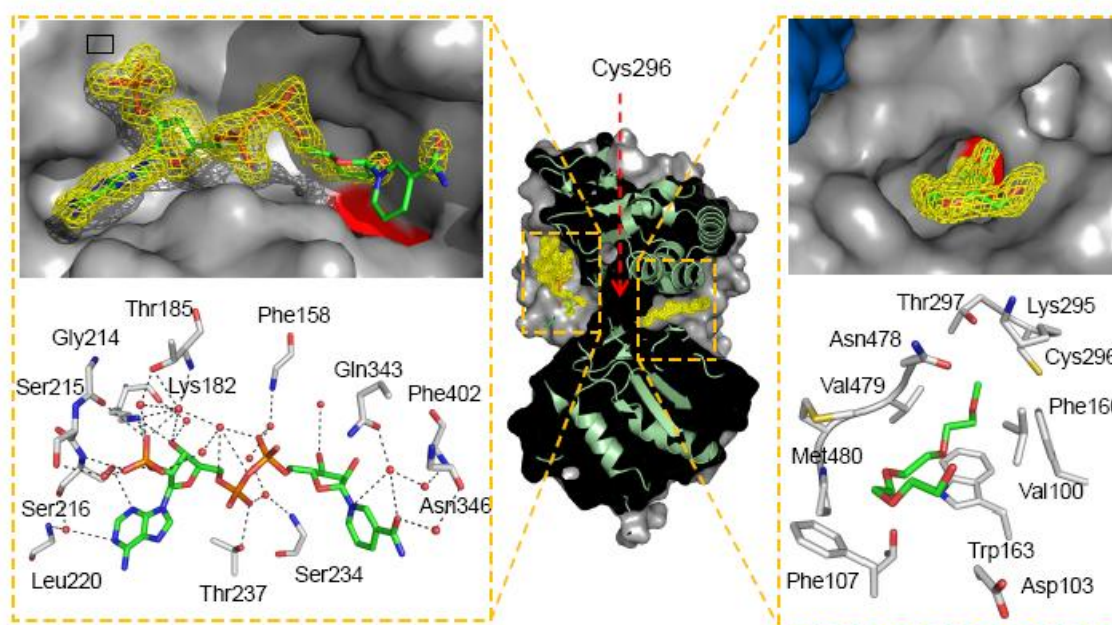 Cys296
Thr185
Phe158
Gly214
Gln343
Ser215
Lys182
Phe402
Ser216
Asn346
Leu220
Thr237
Ser234
Thr297
Lys295
Asn478
Cys296
Val479
Phe160
Met480
Val100
Trp163
Phe107
Asp103